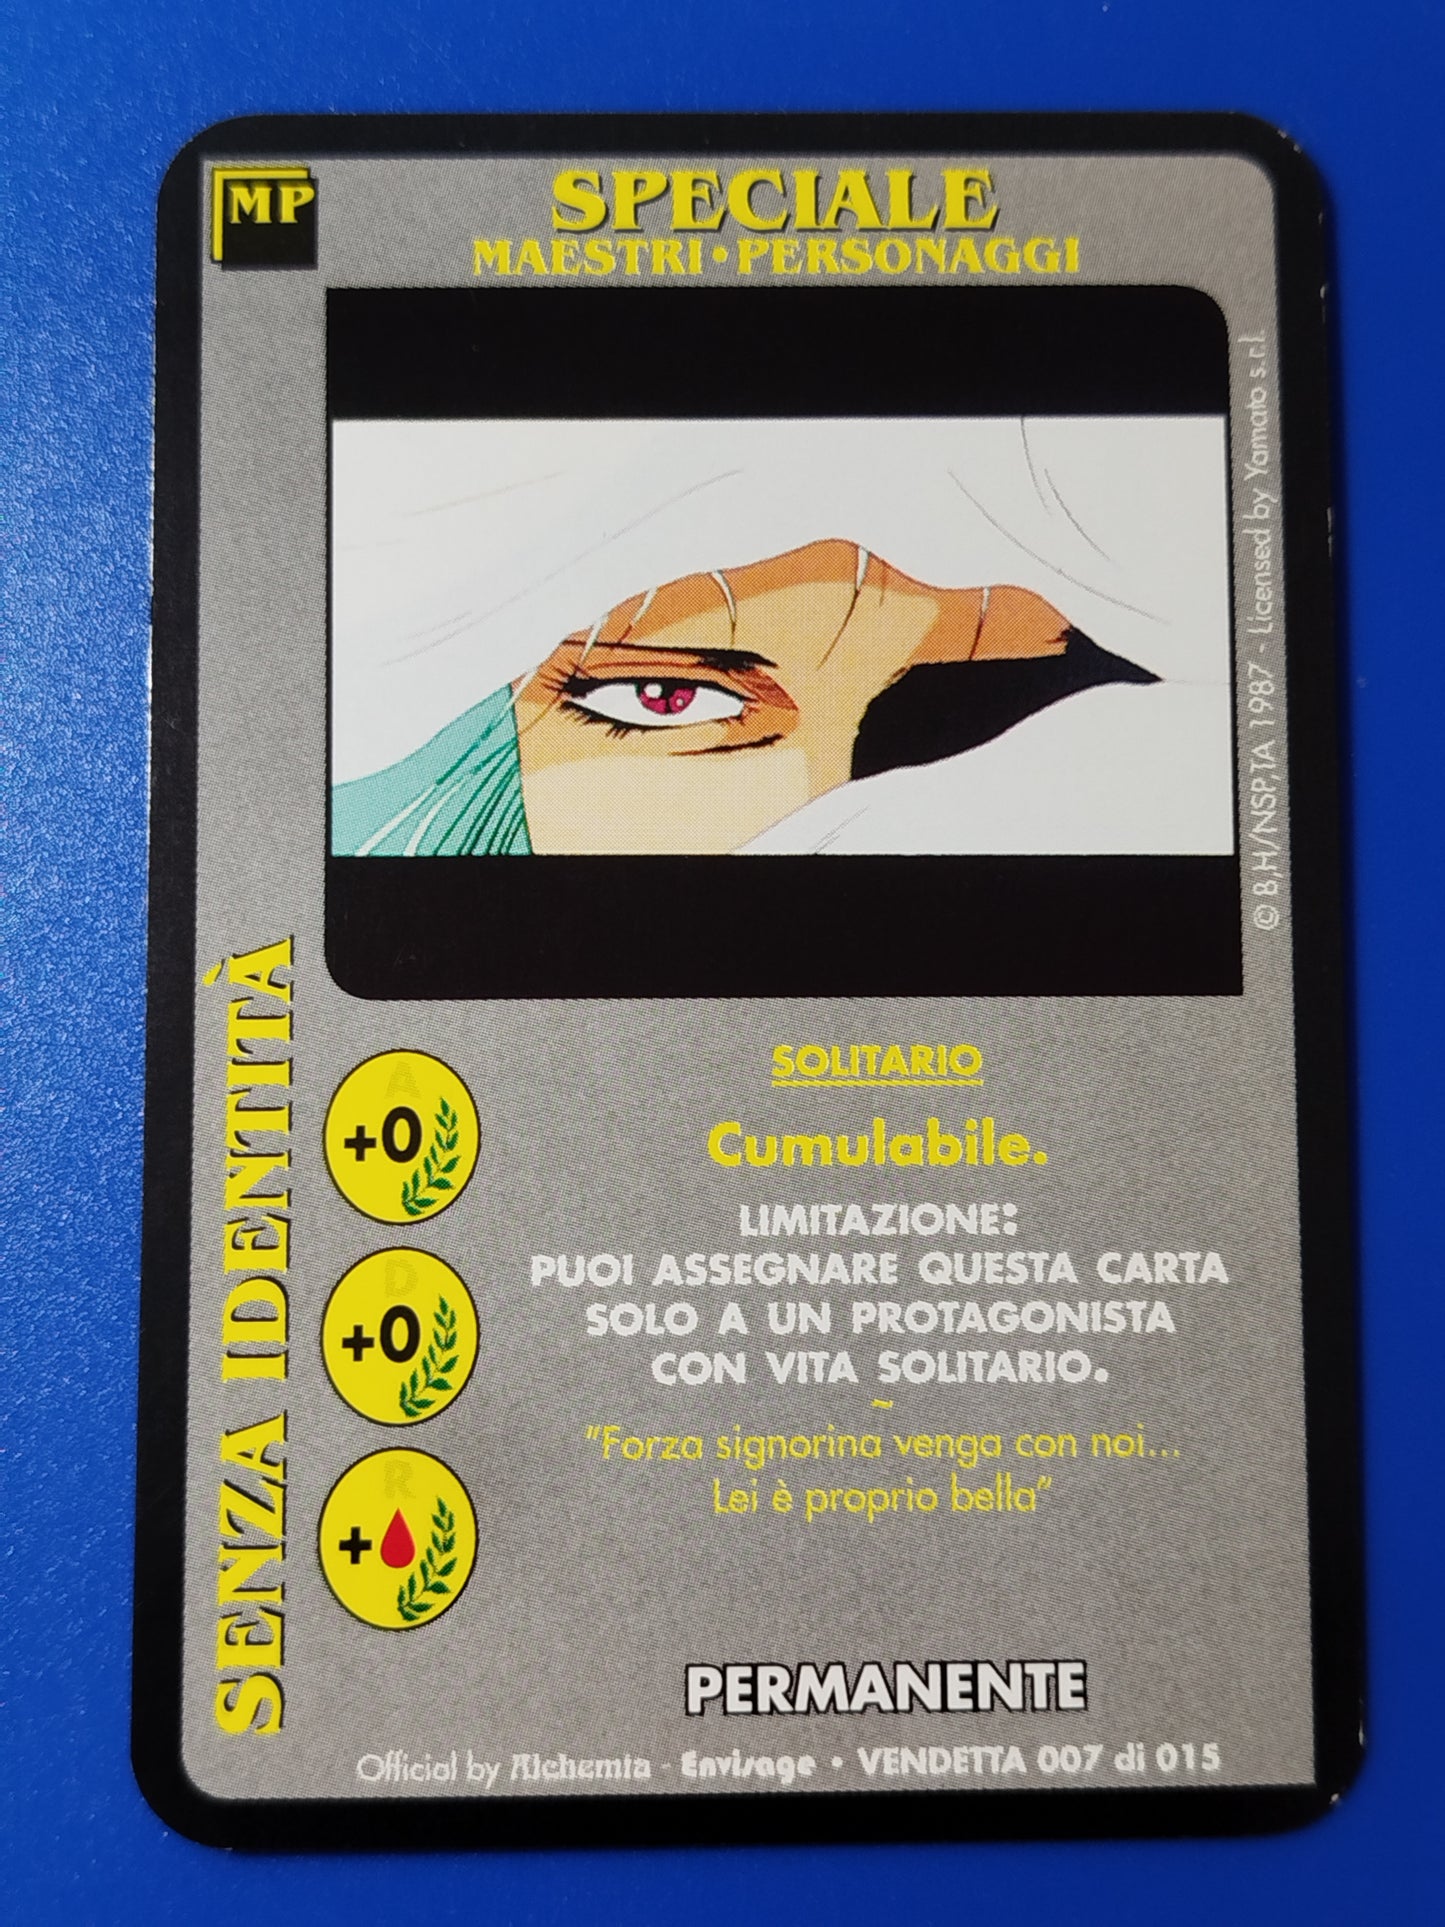 MP
SPECIALE
MAESTRI • PERSONAGGI
© B,H/NSP,TA 1987 - Licensed by Yamato s.r.l.
SENZA IDENTITÀ
A
+0
D
+0
R
+
SOLITARIO
Cumulabile.
LIMITAZIONE:
PUOI ASSEGNARE QUESTA CARTA
SOLO A UN PROTAGONISTA
CON VITA SOLITARIO.
~
"Forza signorina venga con noi...
Lei è proprio bella"
PERMANENTE
Official by Alchemia - Envisage • VENDETTA 007 di 015